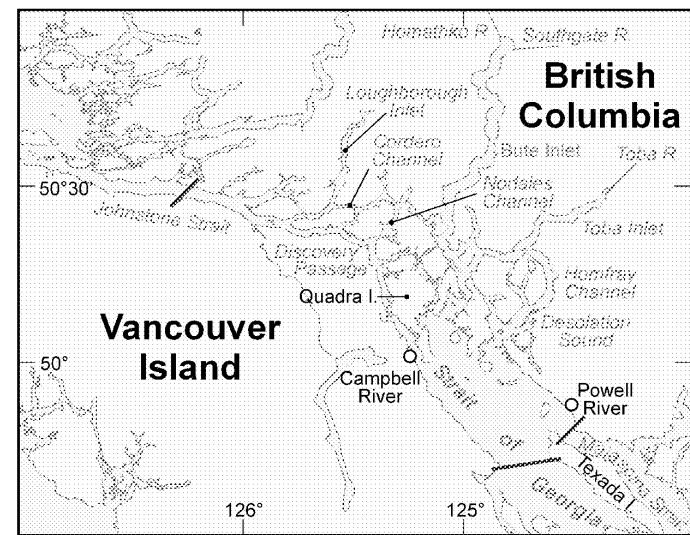 Homathko R
Southgate R.
British
Columbia
Loughborough
Inlet
Cordero
Channel
Bute Inlet
Toba R
50°30'
Nodales
Channel
Johnstone Strait
Toba Inlet
Discovery
Passage
Homfray
Channel
Quadra I.
Desolation
Sound
Vancouver
Island
50°
Campbell
River
Strait
of
Georgia
Powell
River
Malaspina Strait
Texada I.
126°
125°